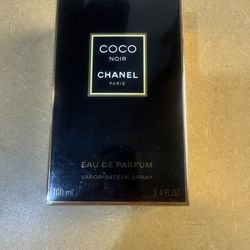 COCO
NOIR
CHANEL
PARIS
EAU DE PARFUM
VAPORISATEUR SPRAY
100 ml 3.4 FL.OZ